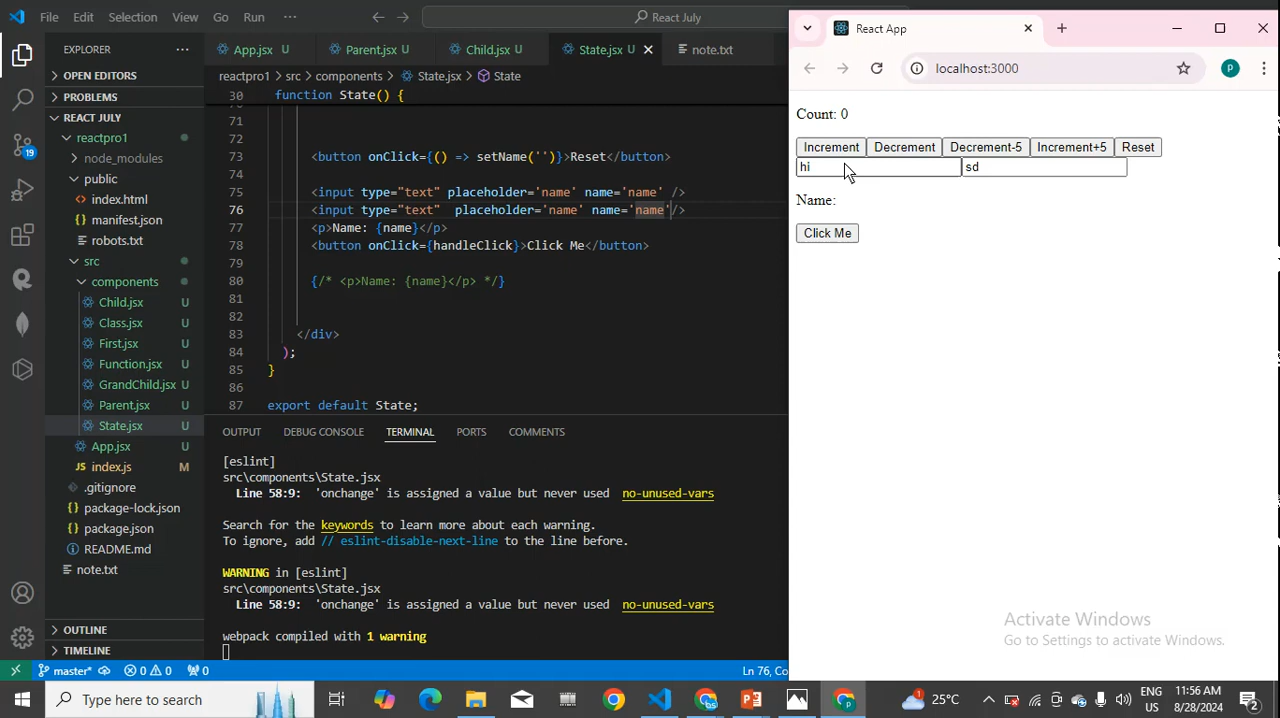 File Edit Selection View Go Run ··· React July
EXPLORER ···
OPEN EDITORS
PROBLEMS
REACT JULY
reactpro1
node_modules
public
index.html
manifest.json
robots.txt
src
components
Child.jsx U
Class.jsx U
First.jsx U
Function.jsx U
GrandChild.jsx U
Parent.jsx U
State.jsx U
App.jsx U
index.js M
.gitignore
package-lock.json
package.json
README.md
note.txt
OUTLINE
TIMELINE
19
App.jsx U Parent.jsx U Child.jsx U State.jsx U note.txt
reactpro1 > src > components > State.jsx > State
30 function State() {
71
72
73 <button onClick={() => setName('')}>Reset</button>
74
75 <input type="text" placeholder='name' name='name' />
76 <input type="text"  placeholder='name' name='name'/>
77 <p>Name: {name}</p>
78 <button onClick={handleClick}>Click Me</button>
79
80 {/* <p>Name: {name}</p> */}
81
82
83 </div>
84 );
85 }
86
87 export default State;
OUTPUT DEBUG CONSOLE TERMINAL PORTS COMMENTS
[eslint]
src\components\State.jsx
Line 58:9: 'onchange' is assigned a value but never used no-unused-vars
Search for the keywords to learn more about each warning.
To ignore, add // eslint-disable-next-line to the line before.
WARNING in [eslint]
src\components\State.jsx
Line 58:9: 'onchange' is assigned a value but never used no-unused-vars
webpack compiled with 1 warning
master* 0 0 0 Ln 76, Co
React App
localhost:3000 P
Count: 0
Increment Decrement Decrement-5 Increment+5 Reset
hi sd
Name:
Click Me
Activate Windows
Go to Settings to activate Windows.
Type here to search 25°C ENG US 11:56 AM 8/28/2024 2